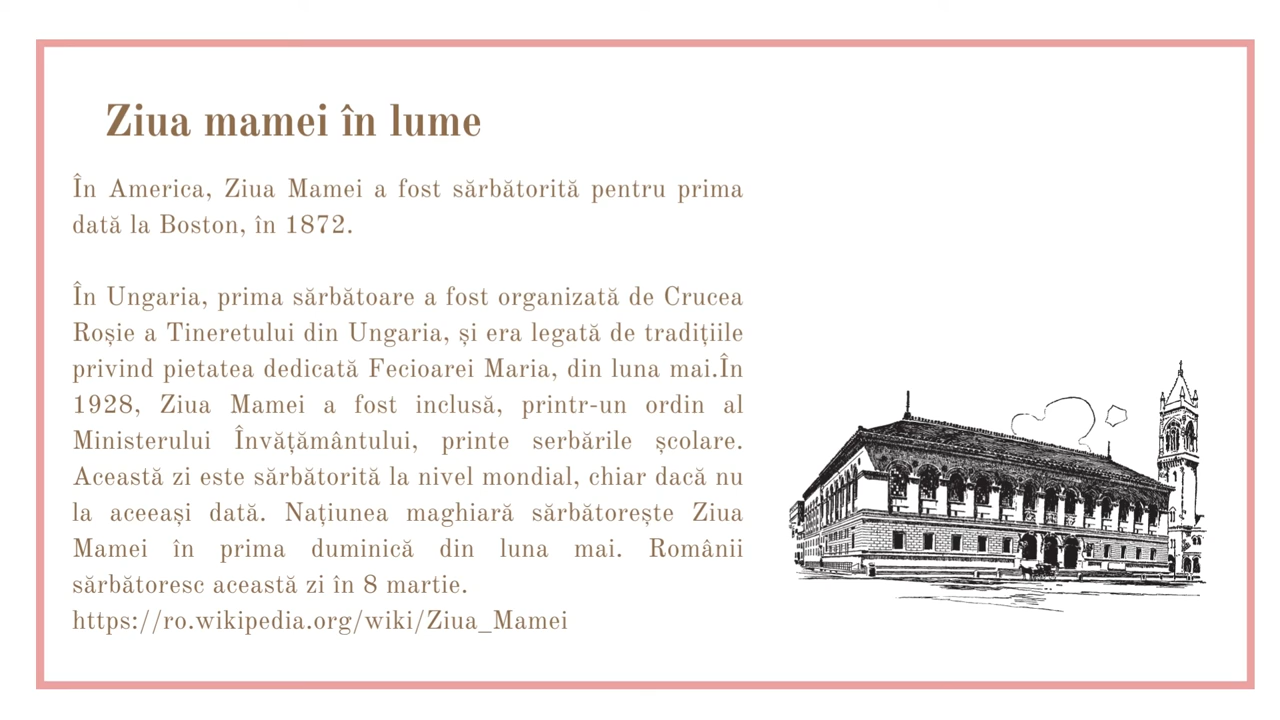 Ziua mamei în lume
În America, Ziua Mamei a fost sărbătorită pentru prima
dată la Boston, în 1872.
În Ungaria, prima sărbătoare a fost organizată de Crucea
Roșie a Tineretului din Ungaria, și era legată de tradițiile
privind pietatea dedicată Fecioarei Maria, din luna mai.În
1928, Ziua Mamei a fost inclusă, printr-un ordin al
Ministerului Învățământului, printe serbările școlare.
Această zi este sărbătorită la nivel mondial, chiar dacă nu
la aceeași dată. Națiunea maghiară sărbătorește Ziua
Mamei în prima duminică din luna mai. Românii
sărbătoresc această zi în 8 martie.
https://ro.wikipedia.org/wiki/Ziua_Mamei